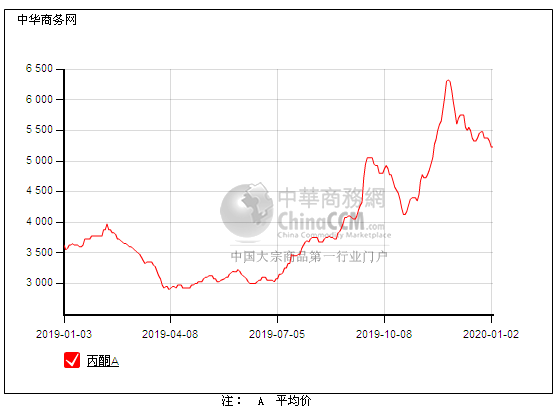 中华商务网
6 500
6 000
5 500
5 000
4 500
4 000
3 500
3 000
中華商務網
ChinaCCM.com
China Commodity Marketplace
中国大宗商品第一行业门户
2019-01-03 2019-04-08 2019-07-05 2019-10-08 2020-01-02
丙酮A
注： A 平均价